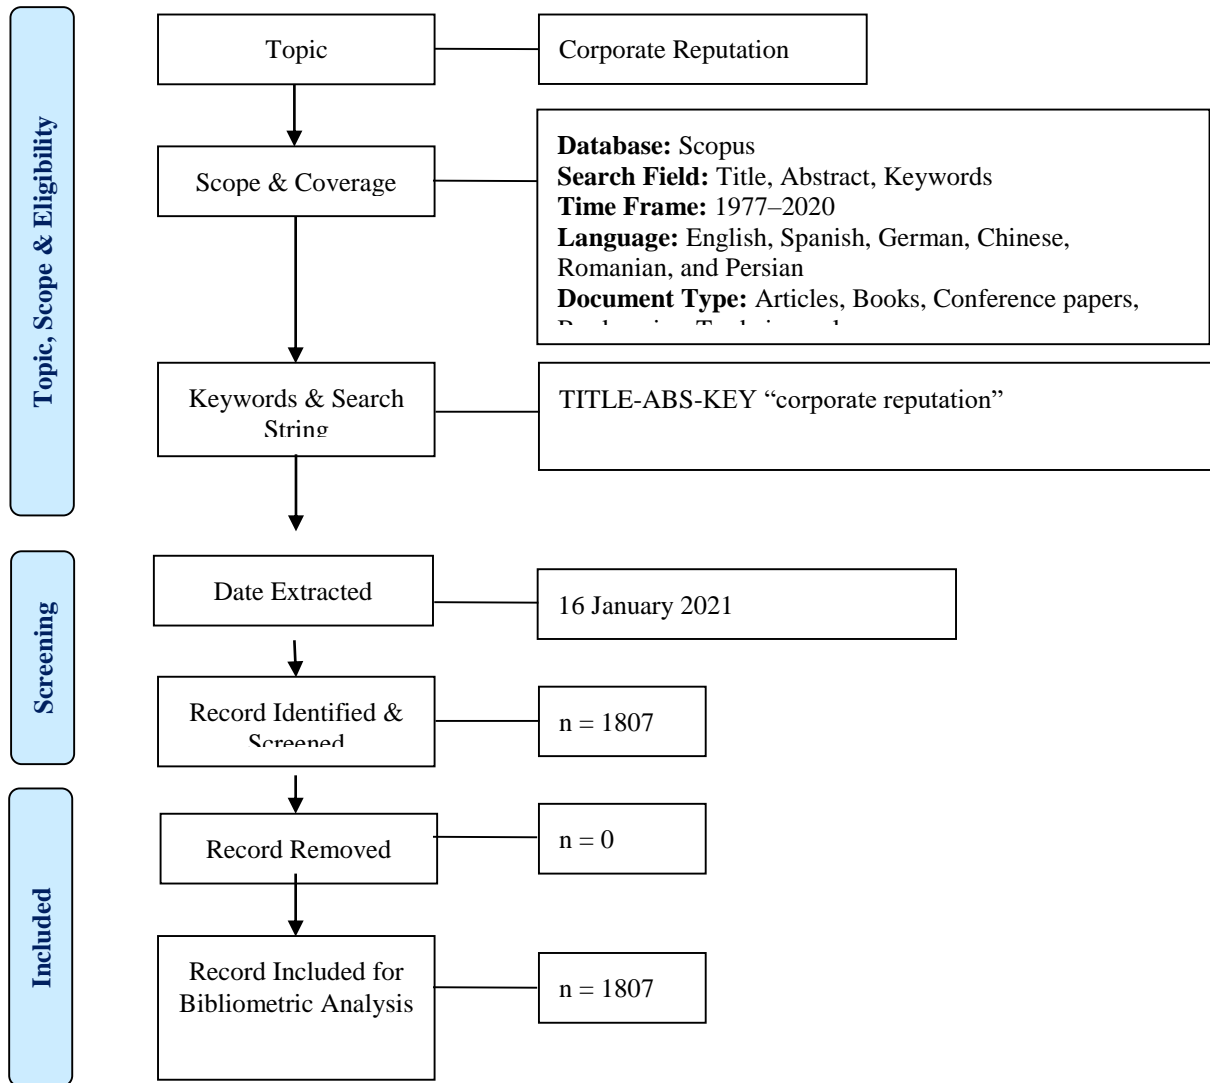 Topic, Scope & Eligibility
Topic
Corporate Reputation
Scope & Coverage
Database: Scopus
Search Field: Title, Abstract, Keywords
Time Frame: 1977–2020
Language: English, Spanish, German, Chinese,
Romanian, and Persian
Document Type: Articles, Books, Conference papers,
Keywords & Search
String
TITLE-ABS-KEY “corporate reputation”
Screening
Date Extracted
16 January 2021
Record Identified &
Screened
n = 1807
Included
Record Removed
n = 0
Record Included for
Bibliometric Analysis
n = 1807